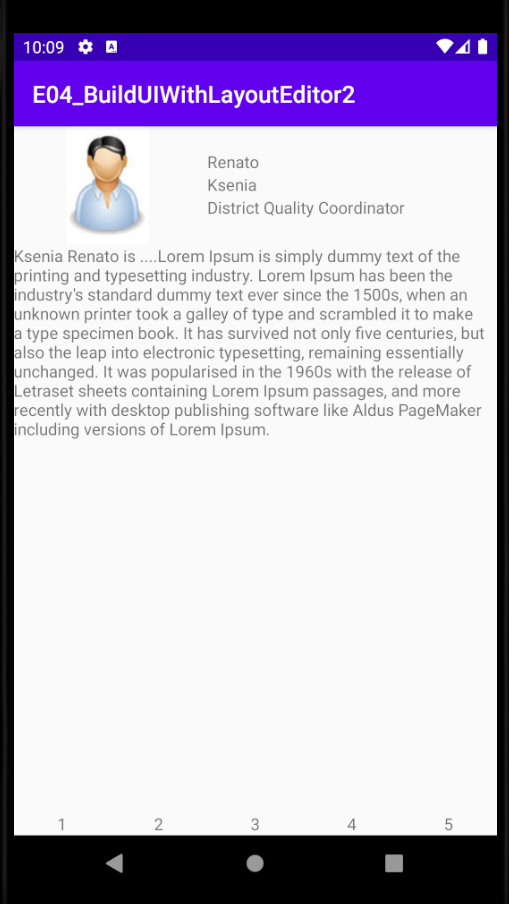 10:09 A
E04_BuildUIWithLayoutEditor2
Renato
Ksenia
District Quality Coordinator
Ksenia Renato is ....Lorem Ipsum is simply dummy text of the
printing and typesetting industry. Lorem Ipsum has been the
industry's standard dummy text ever since the 1500s, when an
unknown printer took a galley of type and scrambled it to make
a type specimen book. It has survived not only five centuries, but
also the leap into electronic typesetting, remaining essentially
unchanged. It was popularised in the 1960s with the release of
Letraset sheets containing Lorem Ipsum passages, and more
recently with desktop publishing software like Aldus PageMaker
including versions of Lorem Ipsum.
1 2 3 4 5